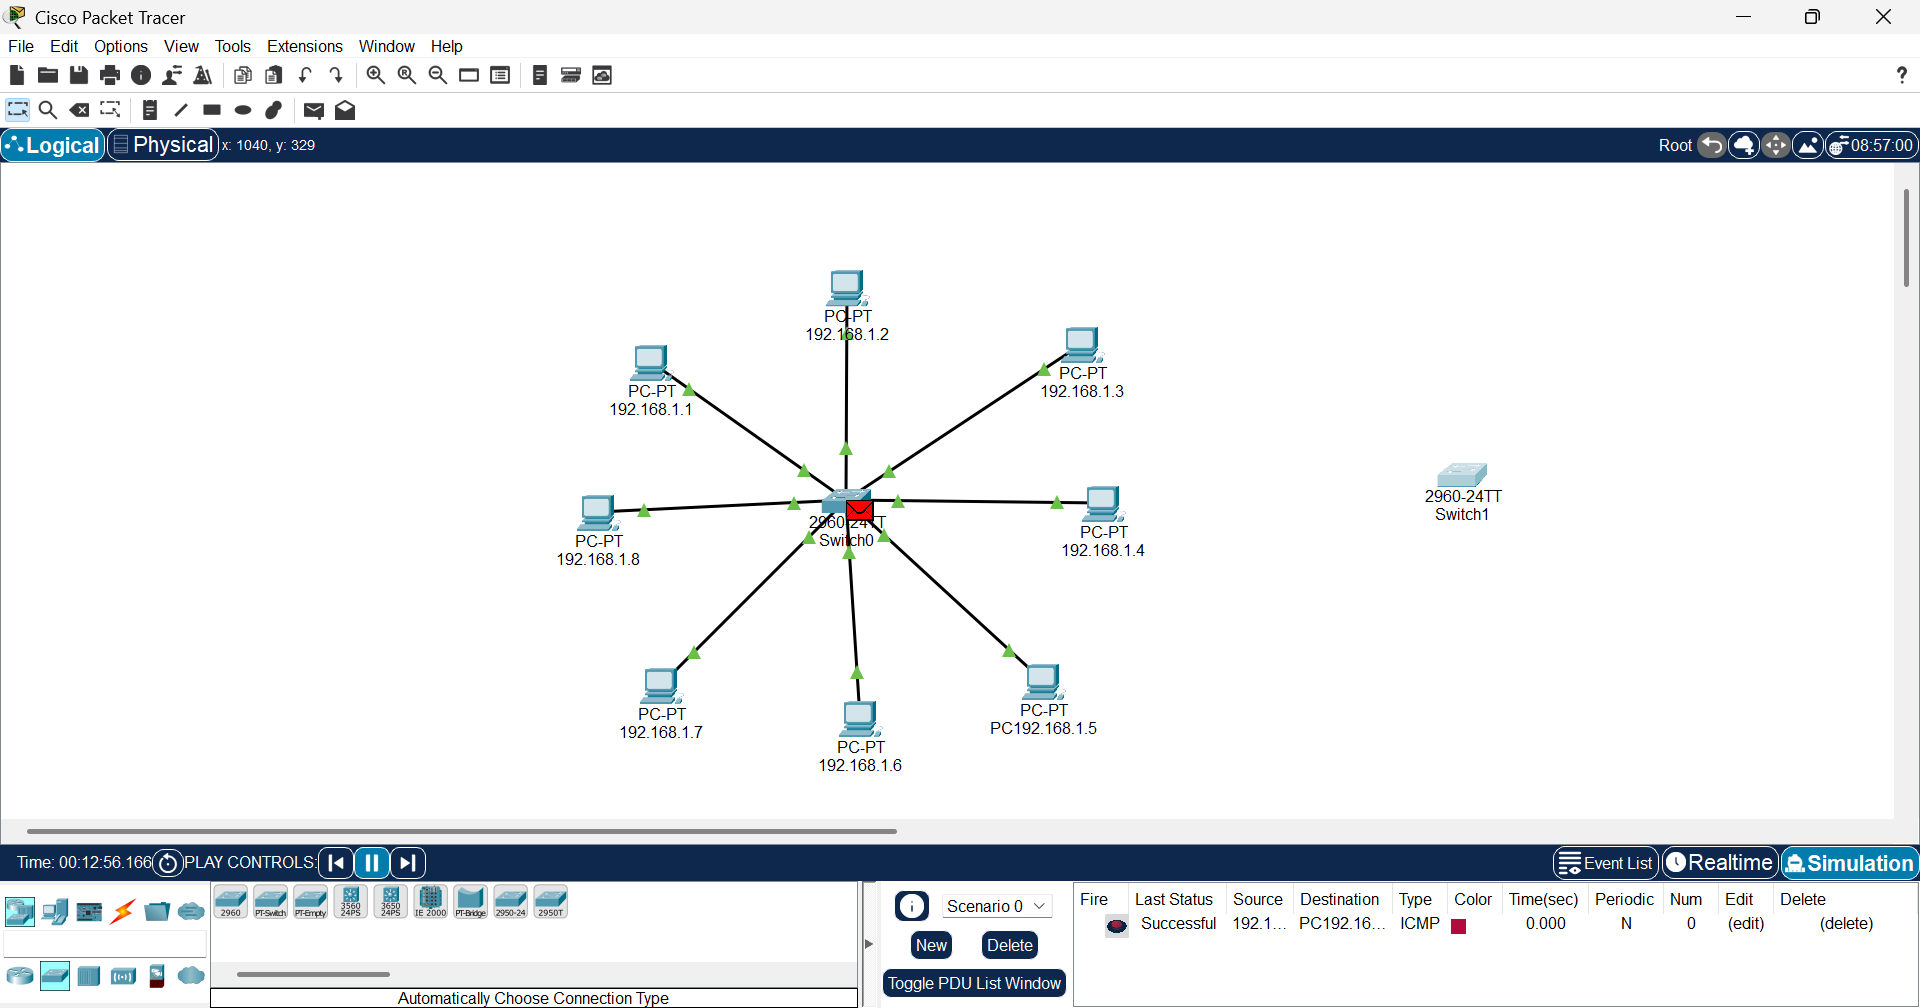 Cisco Packet Tracer
File Edit Options View Tools Extensions Window Help
Logical Physical x: 1040, y: 329 Root 08:57:00
PC-PT
192.168.1.2
PC-PT
192.168.1.3
PC-PT
192.168.1.1
2960-24TT
Switch1
2960-24TT
Switch0
PC-PT
192.168.1.4
PC-PT
192.168.1.8
PC-PT
PC192.168.1.5
PC-PT
192.168.1.7
PC-PT
192.168.1.6
Time: 00:12:56.166 PLAY CONTROLS: Event List Realtime Simulation
2960 PT-Switch PT-Empty 3560 24PS 3650 24PS IE 2000 PT-Bridge 2950-24 2950T
Scenario 0
New Delete
Toggle PDU List Window
Fire Last Status Source Destination Type Color Time(sec) Periodic Num Edit Delete
Successful 192.1... PC192.16... ICMP 0.000 N 0 (edit) (delete)
Automatically Choose Connection Type